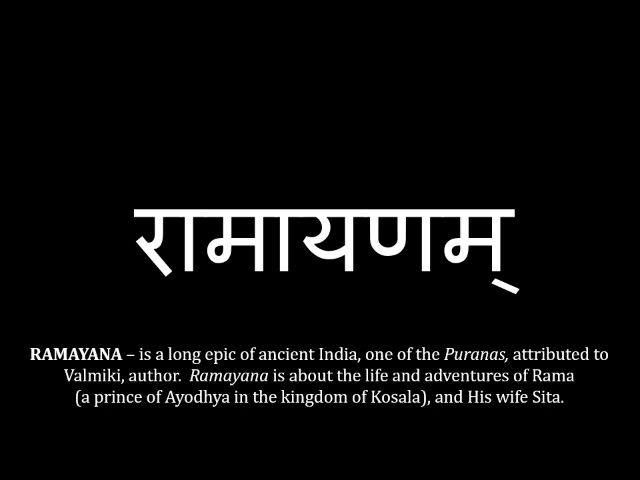 रामायणम्
RAMAYANA – is a long epic of ancient India, one of the Puranas, attributed to
Valmiki, author. Ramayana is about the life and adventures of Rama
(a prince of Ayodhya in the kingdom of Kosala), and His wife Sita.